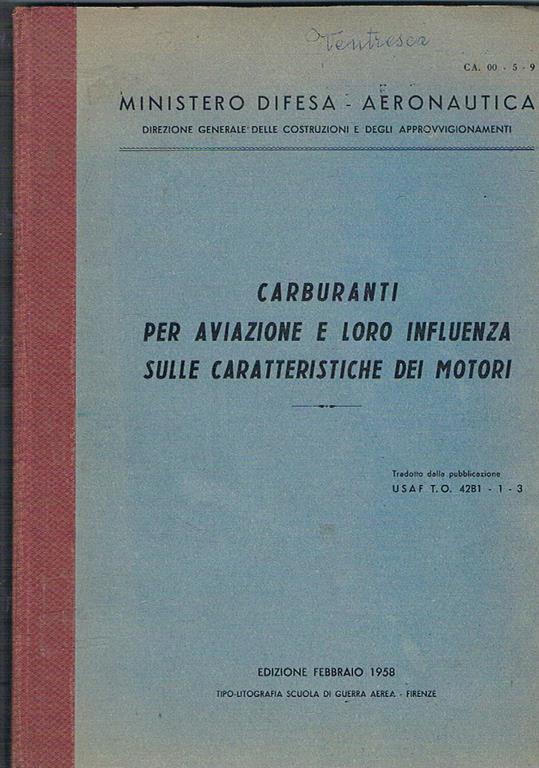 Ventresca
CA. 00 - 5 - 9
MINISTERO DIFESA - AERONAUTICA
DIREZIONE GENERALE DELLE COSTRUZIONI E DEGLI APPROVVIGIONAMENTI
CARBURANTI
PER AVIAZIONE E LORO INFLUENZA
SULLE CARATTERISTICHE DEI MOTORI
Tradotto dalla pubblicazione
USAF T.O. 42B1 - 1 - 3
EDIZIONE FEBBRAIO 1958
TIPO-LITOGRAFIA SCUOLA DI GUERRA AEREA - FIRENZE